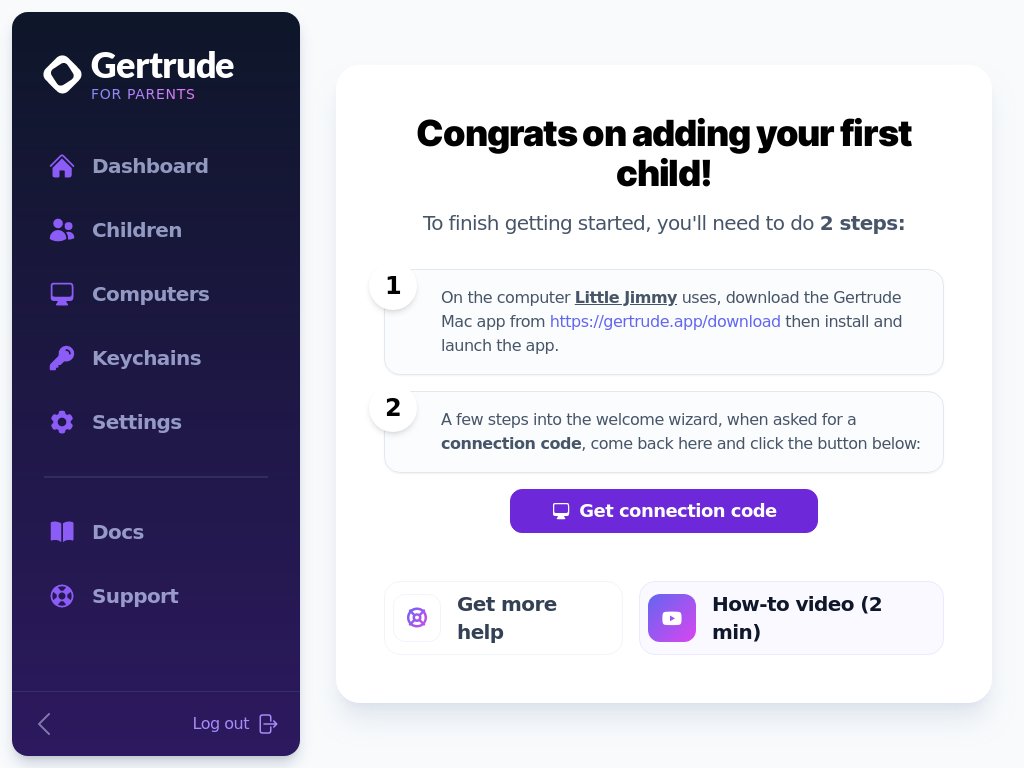 Gertrude
FOR PARENTS
Dashboard
Children
Computers
Keychains
Settings
Docs
Support
Log out
Congrats on adding your first
child!
To finish getting started, you'll need to do 2 steps:
1
On the computer Little Jimmy uses, download the Gertrude
Mac app from https://gertrude.app/download then install and
launch the app.
2
A few steps into the welcome wizard, when asked for a
connection code, come back here and click the button below:
Get connection code
Get more
help
How-to video (2
min)